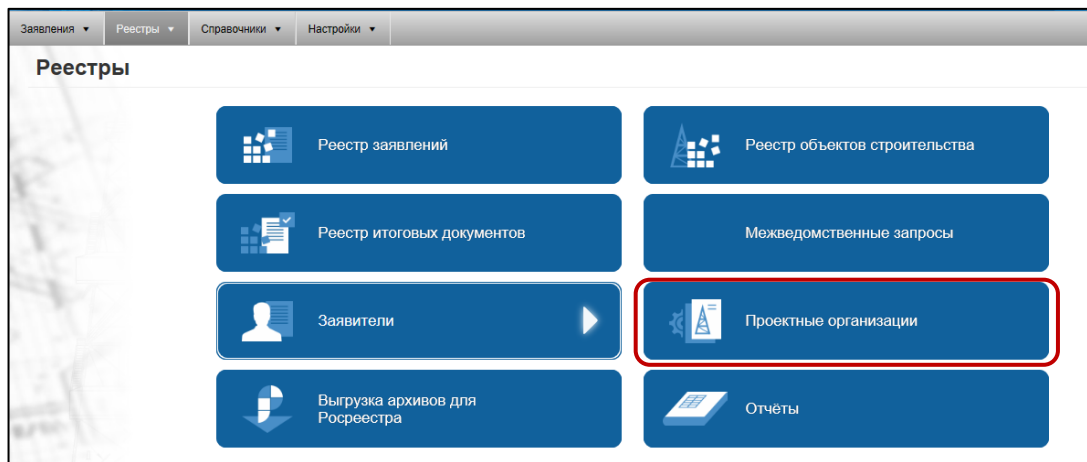 Заявления Реестры Справочники Настройки
Реестры
Реестр заявлений
Реестр объектов строительства
Реестр итоговых документов
Межведомственные запросы
Заявители
Проектные организации
Выгрузка архивов для
Росреестра
Отчёты